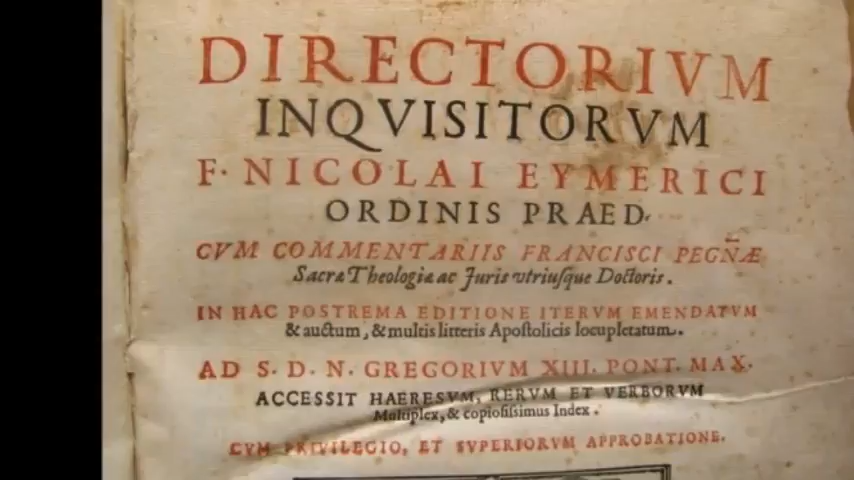 DIRECTORIVM
INQVISITORVM
F. NICOLAI EYMERICI
ORDINIS PRAED.
CVM COMMENTARIIS FRANCISCI PEGÑÆ
Sacræ Theologiæ ac Juris vtriuſque Doctoris.
IN HAC POSTREMA EDITIONE ITERVM EMENDATVM
& auctum, & multis litteris Apoſtolicis locupletatum.
AD S. D. N. GREGORIVM XIII. PONT. MAX.
ACCESSIT HAERESVM, RERVM ET VERBORVM
Multiplex, & copioſiſsimus Index.
CVM PRIVILEGIO, ET SVPERIORVM APPROBATIONE.